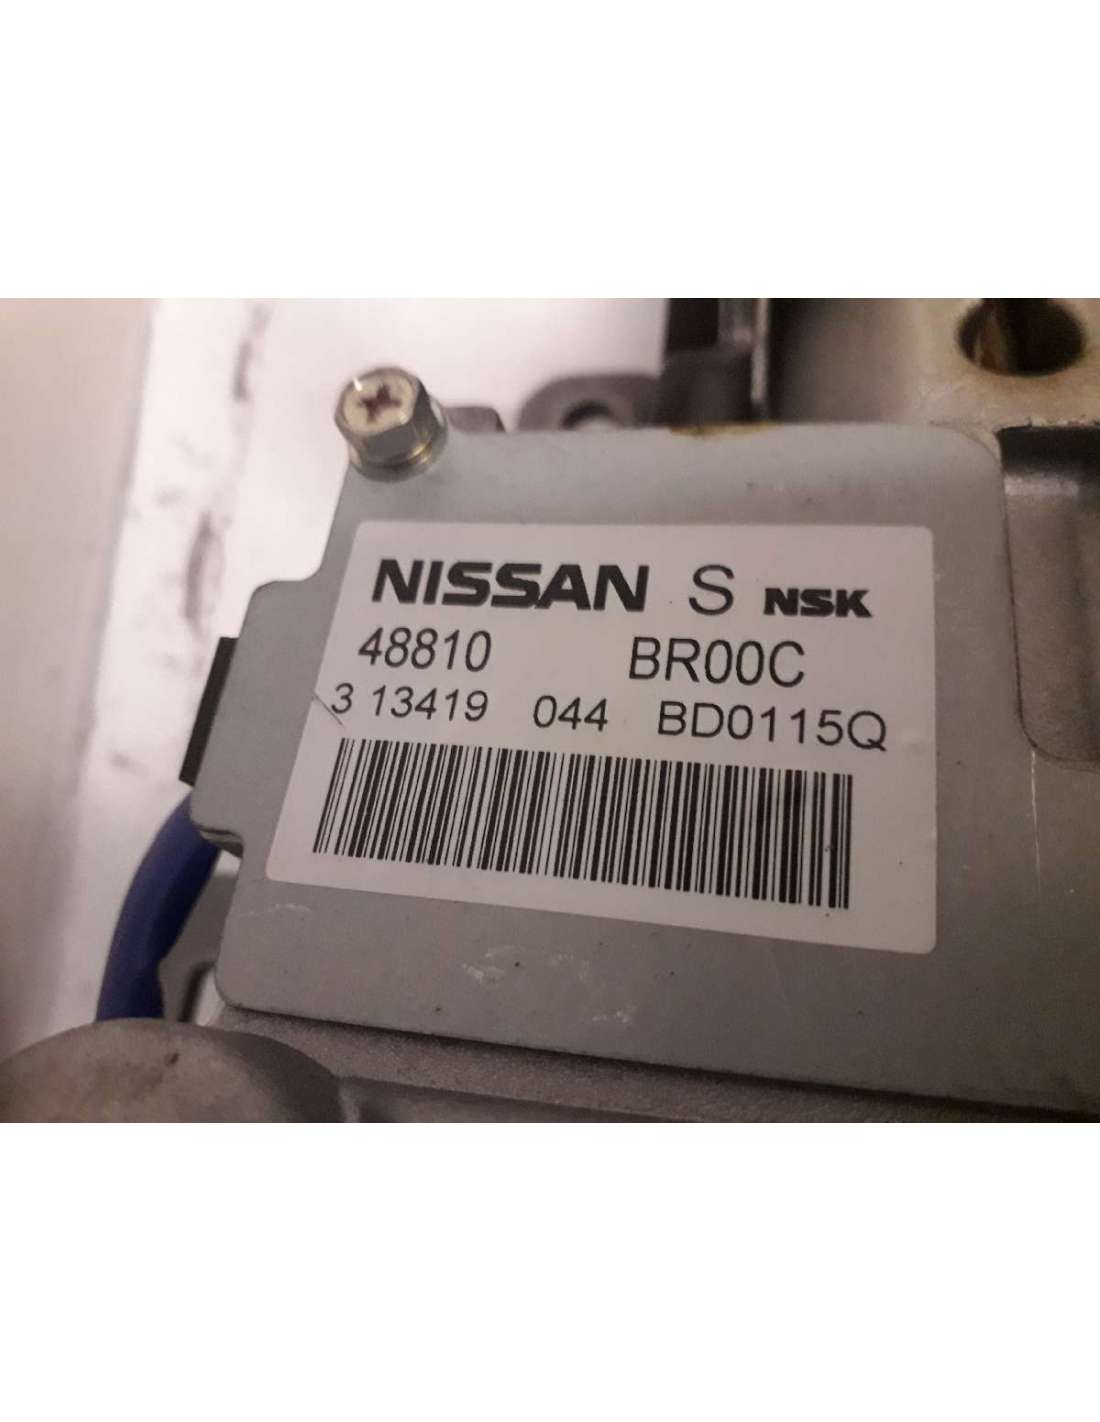 NISSAN S NSK
48810 BR00C
3 13419 044 BD0115Q